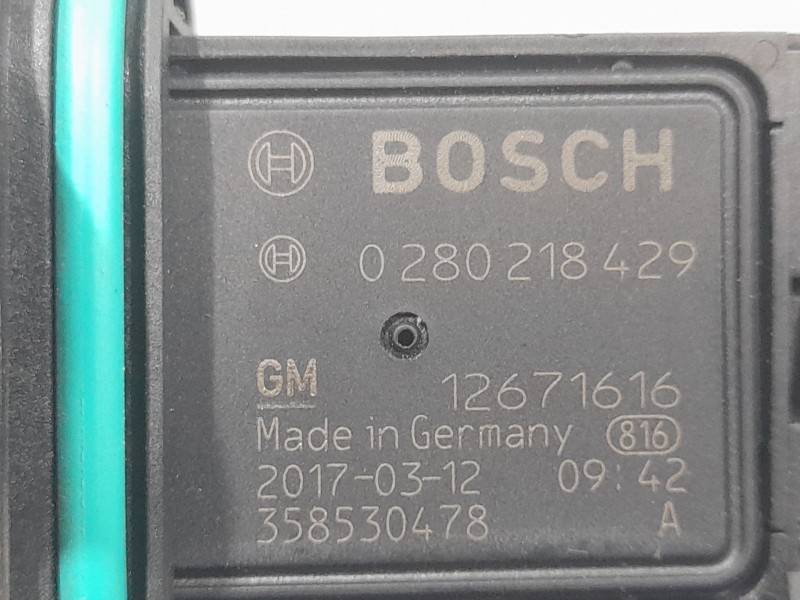 BOSCH
0 280 218 429
GM 12671616
Made in Germany 816
2017-03-12 09:42
358530478 A